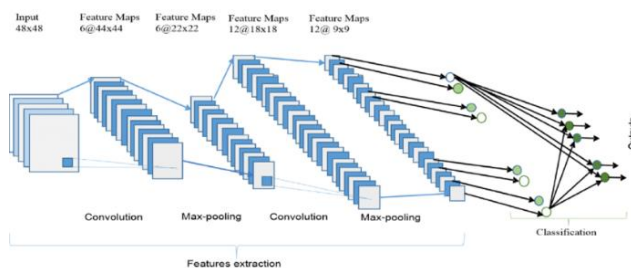 Input
48x48
Feature Maps
6@44x44
Feature Maps
6@22x22
Feature Maps
12@18x18
Feature Maps
12@ 9x9
Convolution
Max-pooling
Convolution
Max-pooling
Classification
Features extraction